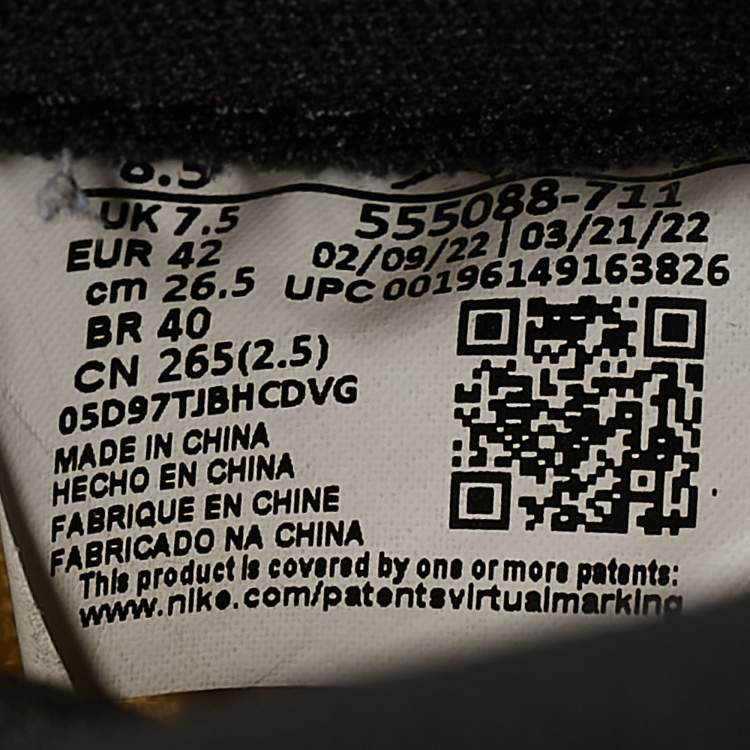 8.5
UK 7.5
EUR 42
cm 26.5
BR 40
CN 265(2.5)
05D97TJBHCDVG
555088-711
02/09/22 | 03/21/22
UPC 00196149163826
MADE IN CHINA
HECHO EN CHINA
FABRIQUE EN CHINE
FABRICADO NA CHINA
This product is covered by one or more patents:
www.nike.com/patentsvirtualmarking